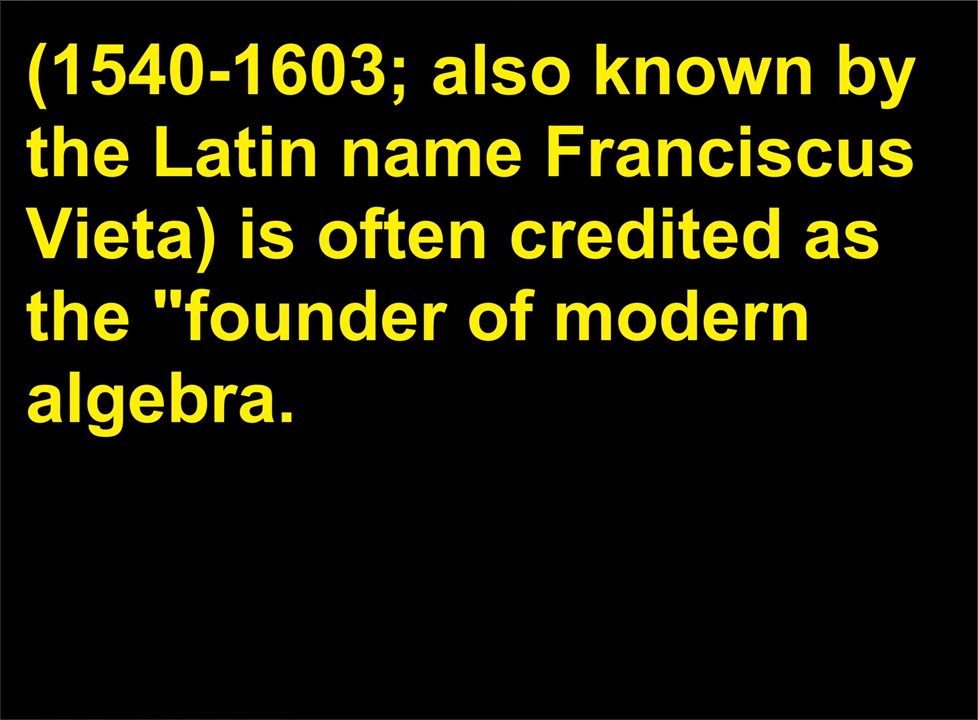 (1540-1603; also known by
the Latin name Franciscus
Vieta) is often credited as
the "founder of modern
algebra.